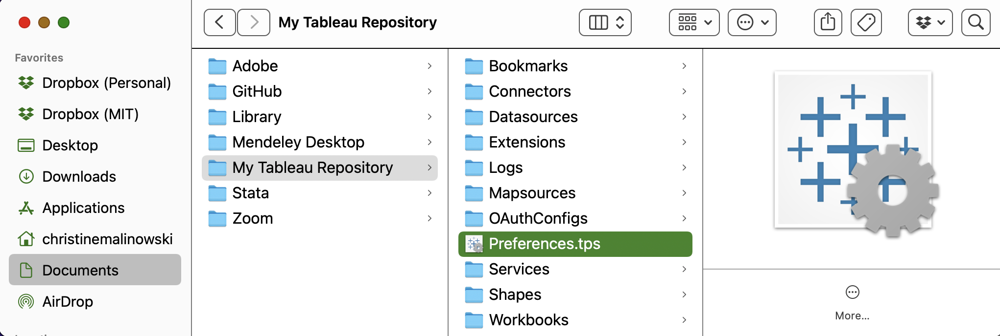 My Tableau Repository
Favorites
Dropbox (Personal)
Dropbox (MIT)
Desktop
Downloads
Applications
christinemalinowski
Documents
AirDrop
Adobe
GitHub
Library
Mendeley Desktop
My Tableau Repository
Stata
Zoom
Bookmarks
Connectors
Datasources
Extensions
Logs
Mapsources
OAuthConfigs
Preferences.tps
Services
Shapes
Workbooks
More...